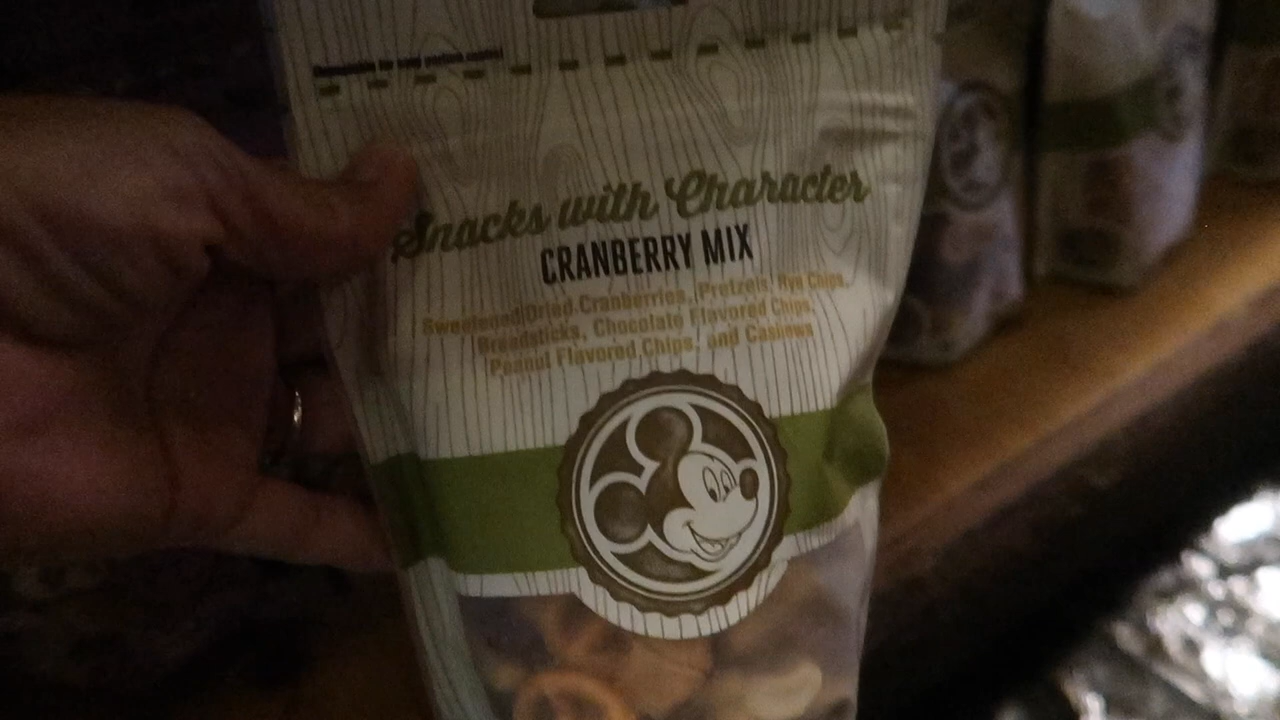 Snacks with Character
CRANBERRY MIX
Sweetened Dried Cranberries, Pretzels, Rye Chips,
Breadsticks, Chocolate Flavored Chips,
Peanut Flavored Chips, and Cashews